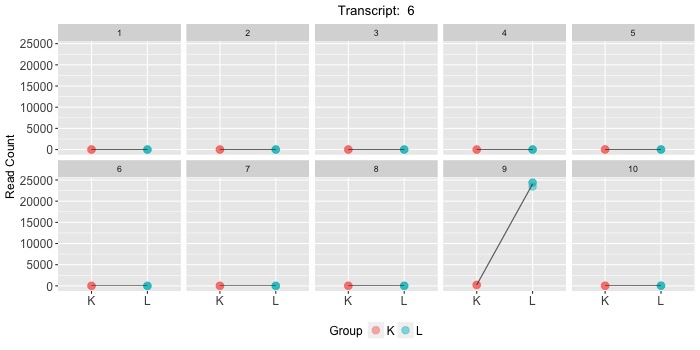 Transcript: 6
1 2 3 4 5
25000
20000
15000
10000
5000
0
Read Count
6 7 8 9 10
25000
20000
15000
10000
5000
0
K L K L K L K L K L
Group K L